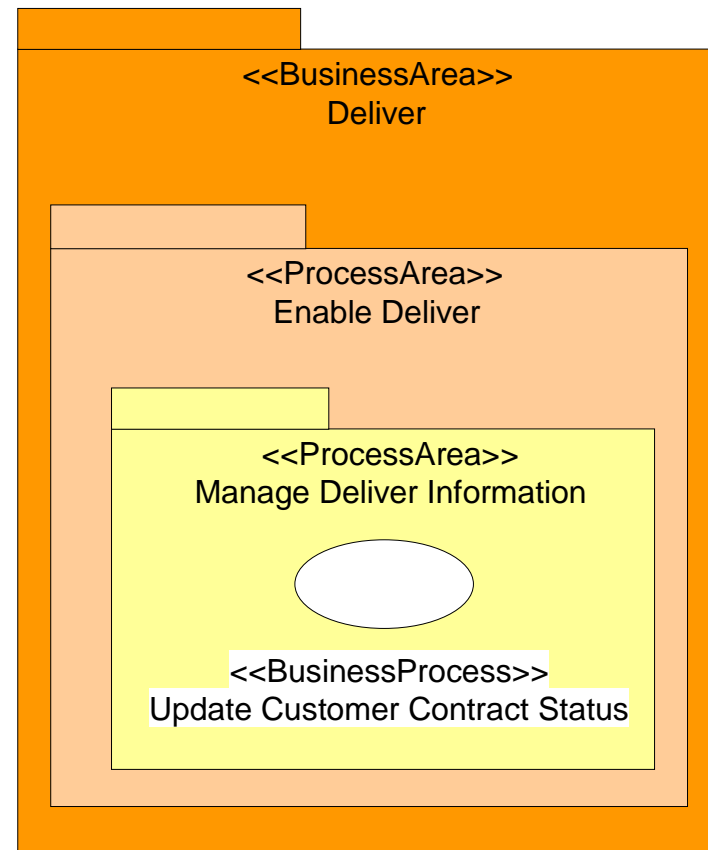 <<BusinessArea>>
Deliver
<<ProcessArea>>
Enable Deliver
<<ProcessArea>>
Manage Deliver Information
<<BusinessProcess>>
Update Customer Contract Status